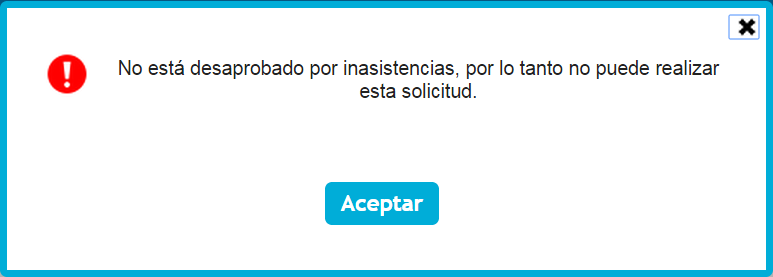 No está desaprobado por inasistencias, por lo tanto no puede realizar
esta solicitud.
Aceptar